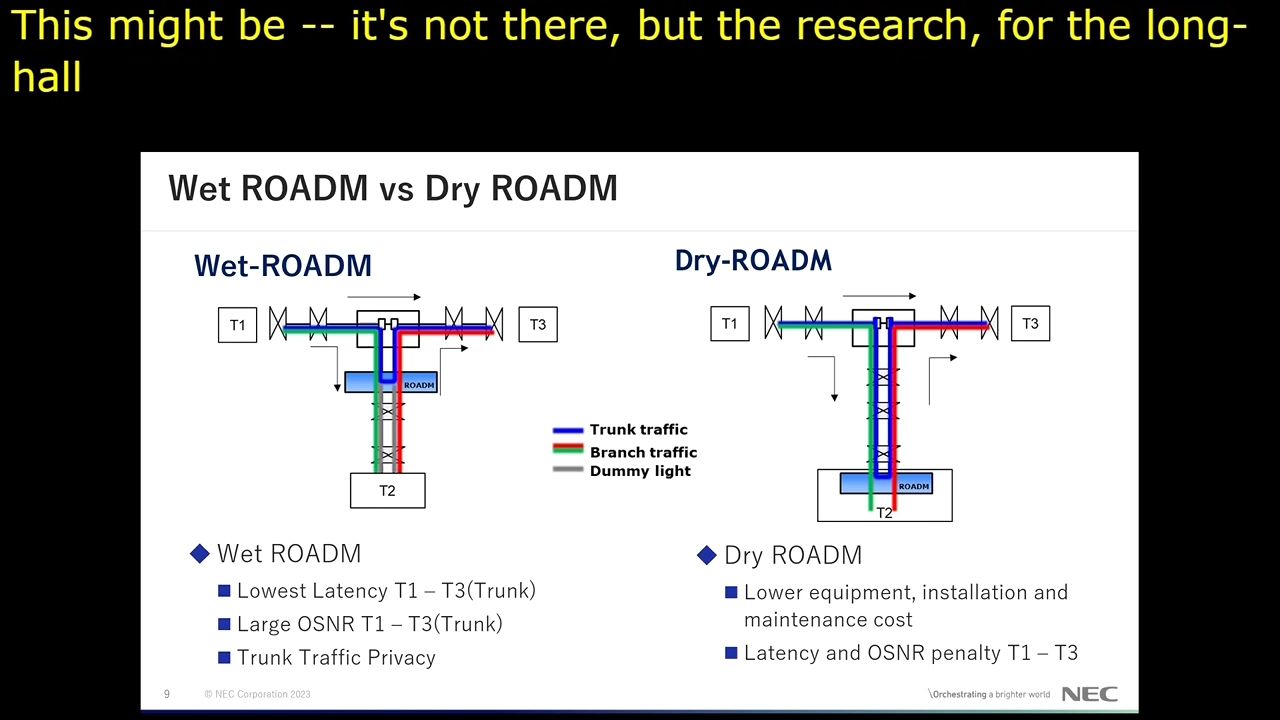 This might be -- it's not there, but the research, for the long-
hall
Wet ROADM vs Dry ROADM
Wet-ROADM
Dry-ROADM
T1
T3
ROADM
T2
T1
T3
ROADM
T2
Trunk traffic
Branch traffic
Dummy light
Wet ROADM
Lowest Latency T1 – T3(Trunk)
Large OSNR T1 – T3(Trunk)
Trunk Traffic Privacy
Dry ROADM
Lower equipment, installation and
maintenance cost
Latency and OSNR penalty T1 – T3
9
© NEC Corporation 2023
\Orchestrating a brighter world
NEC